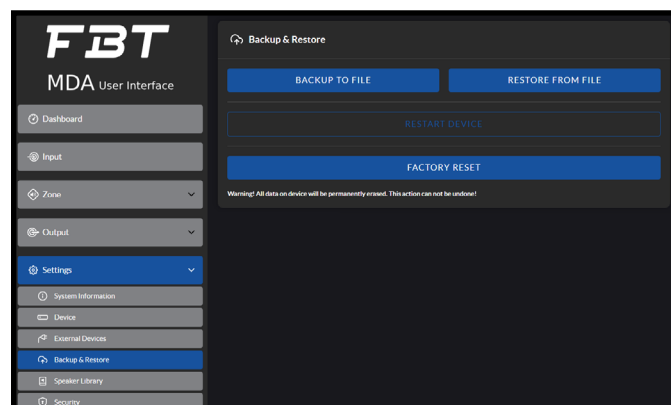 FBT
MDA User Interface
Dashboard
Input
Zone
Output
Settings
System Information
Device
External Devices
Backup & Restore
Speaker Library
Security
Backup & Restore
BACKUP TO FILE
RESTORE FROM FILE
RESTART DEVICE
FACTORY RESET
Warning! All data on device will be permanently erased. This action can not be undone!